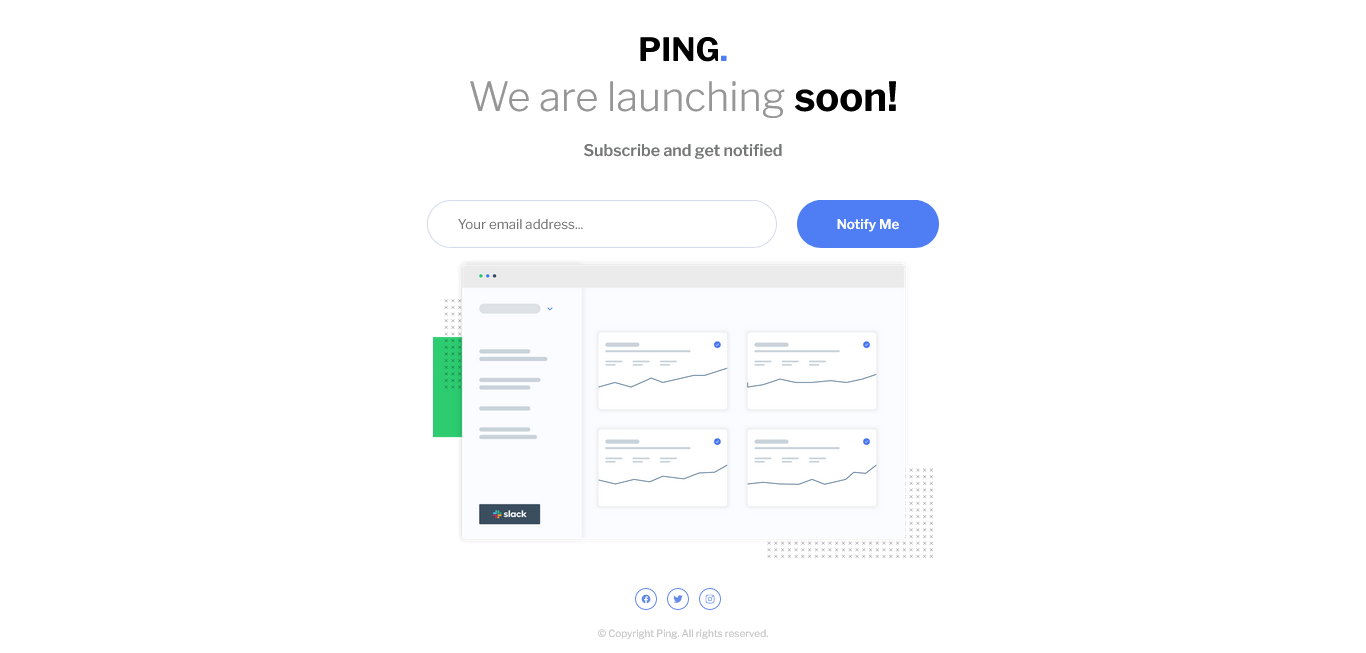 PING.
We are launching soon!
Subscribe and get notified
Your email address...
Notify Me
slack
© Copyright Ping. All rights reserved.